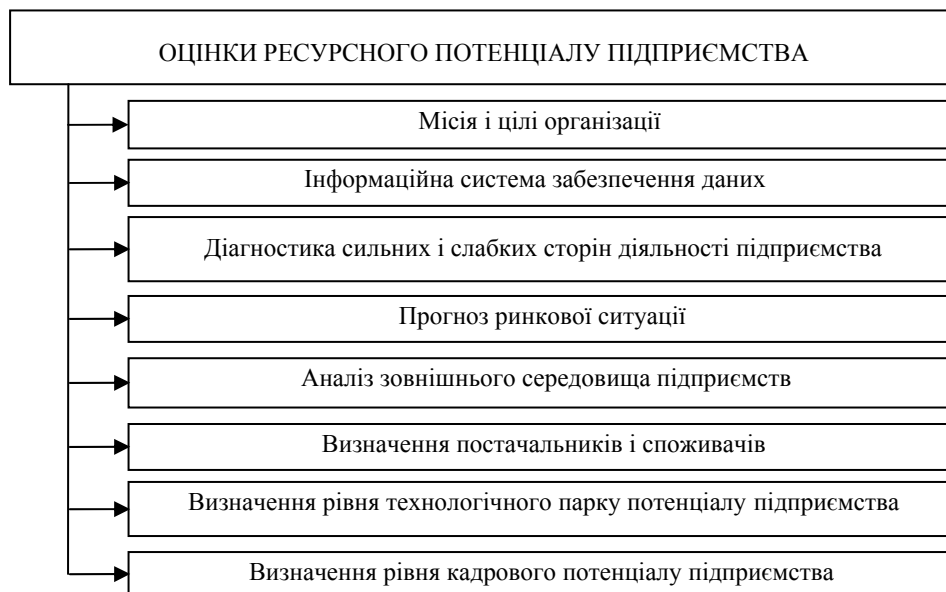 ОЦІНКИ РЕСУРСНОГО ПОТЕНЦІАЛУ ПІДПРИЄМСТВА
Місія і цілі організації
Інформаційна система забезпечення даних
Діагностика сильних і слабких сторін діяльності підприємства
Прогноз ринкової ситуації
Аналіз зовнішнього середовища підприємств
Визначення постачальників і споживачів
Визначення рівня технологічного парку потенціалу підприємства
Визначення рівня кадрового потенціалу підприємства